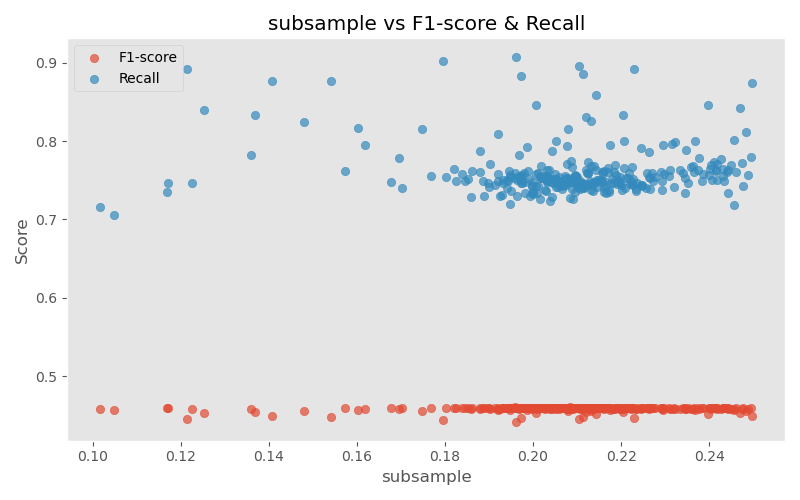 subsample vs F1-score & Recall
F1-score
Recall
Score
0.9
0.8
0.7
0.6
0.5
0.10 0.12 0.14 0.16 0.18 0.20 0.22 0.24
subsample